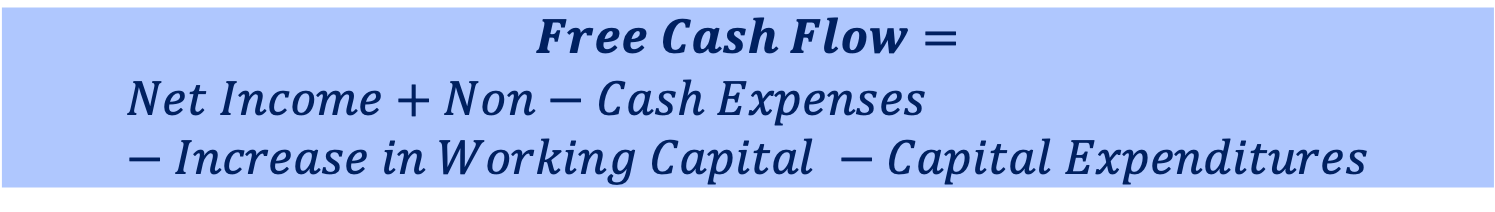 Free Cash Flow =
Net Income + Non − Cash Expenses
− Increase in Working Capital − Capital Expenditures